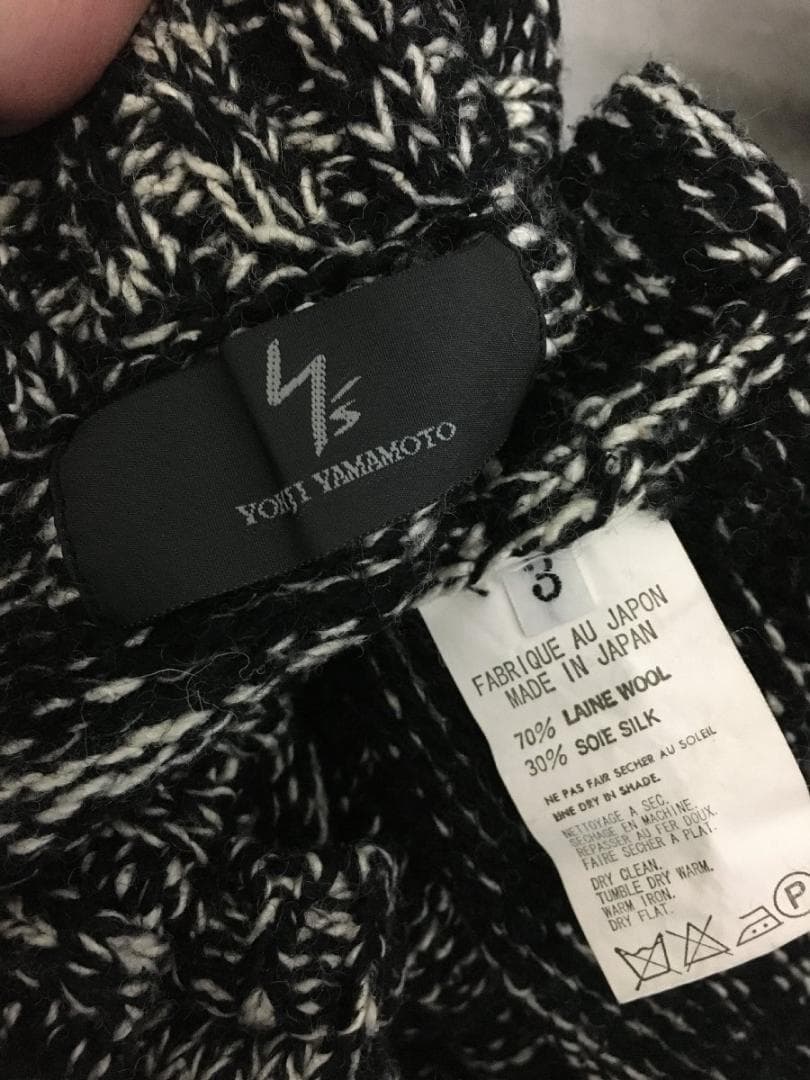 Y's
YOHJI YAMAMOTO
3
FABRIQUE AU JAPON
MADE IN JAPAN
70% LAINE WOOL
30% SOIE SILK
NE PAS FAIR SECHER AU SOLEIL
LINE DRY IN SHADE.
NETTOYAGE A SEC.
SECHAGE EN MACHINE.
REPASSER AU FER DOUX.
FAIRE SECHER A PLAT.
DRY CLEAN.
TUMBLE DRY WARM.
WARM IRON.
DRY FLAT.
P